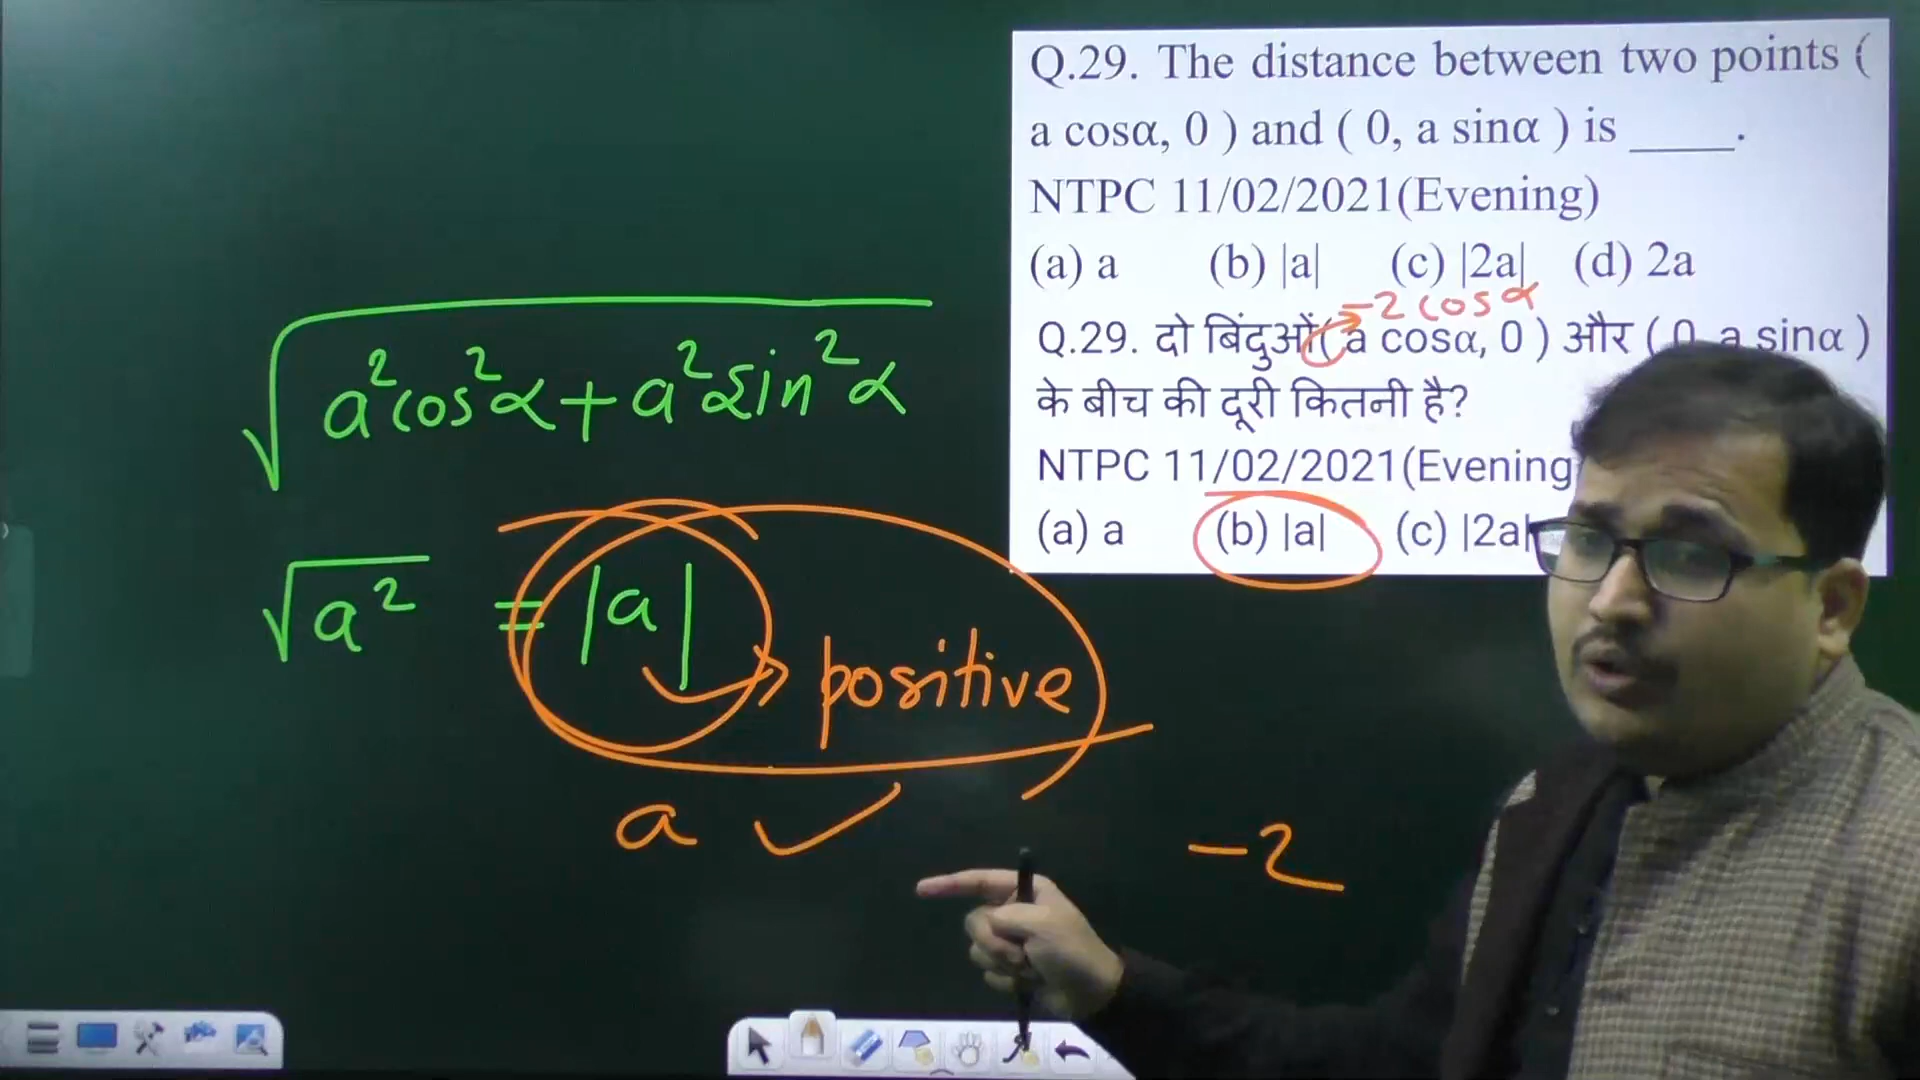 Q.29. The distance between two points (
a cosα, 0 ) and ( 0, a sinα ) is ____.
NTPC 11/02/2021(Evening)
(a) a (b) |a| (c) |2a| (d) 2a
-2 cosα
Q.29. दो बिंदुओं( a cosα, 0 ) और ( 0, a sinα )
के बीच की दूरी कितनी है?
NTPC 11/02/2021(Evening
(a) a (b) |a| (c) |2a|
√a²cos²α+a²sin²α
√a² = |a|
positive
a ✓
-2